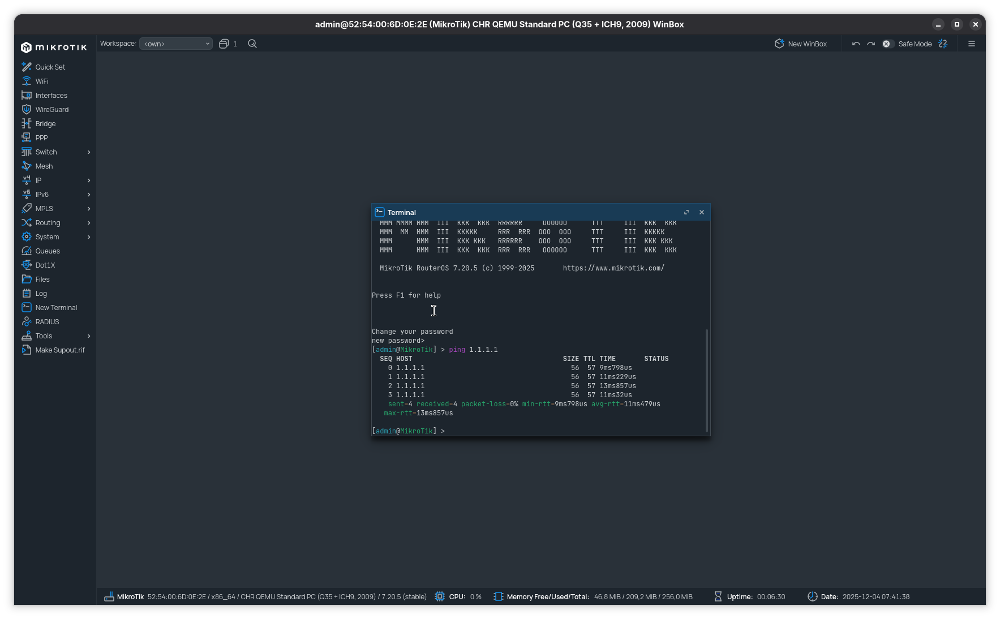 admin@52:54:00:6D:0E:2E (MikroTik) CHR QEMU Standard PC (Q35 + ICH9, 2009) WinBox
MIKROTIK
Workspace: <own> 1 New WinBox Safe Mode
Quick Set
WiFi
Interfaces
WireGuard
Bridge
PPP
Switch
Mesh
IP
IPv6
MPLS
Routing
System
Queues
Dot1X
Files
Log
New Terminal
RADIUS
Tools
Make Supout.rif
Terminal
MMM MMMM MMM III KKK KKK RRRRRR OOOOOO TTT III KKK KKK
MMM MM MMM III KKKKK RRR RRR OOO OOO TTT III KKKKK
MMM MMM III KKK KKK RRRRRR OOO OOO TTT III KKK KKK
MMM MMM III KKK KKK RRR RRR OOOOOO TTT III KKK KKK
MikroTik RouterOS 7.20.5 (c) 1999-2025 https://www.mikrotik.com/
Press F1 for help
Change your password
new password>
[admin@MikroTik] > ping 1.1.1.1
SEQ HOST SIZE TTL TIME STATUS
0 1.1.1.1 56 57 9ms798us
1 1.1.1.1 56 57 11ms229us
2 1.1.1.1 56 57 13ms857us
3 1.1.1.1 56 57 11ms32us
sent=4 received=4 packet-loss=0% min-rtt=9ms798us avg-rtt=11ms479us
max-rtt=13ms857us
[admin@MikroTik] >
MikroTik 52:54:00:6D:0E:2E / x86_64 / CHR QEMU Standard PC (Q35 + ICH9, 2009) / 7.20.5 (stable) CPU: 0 % Memory Free/Used/Total: 46,8 MiB / 209,2 MiB / 256,0 MiB Uptime: 00:06:30 Date: 2025-12-04 07:41:38